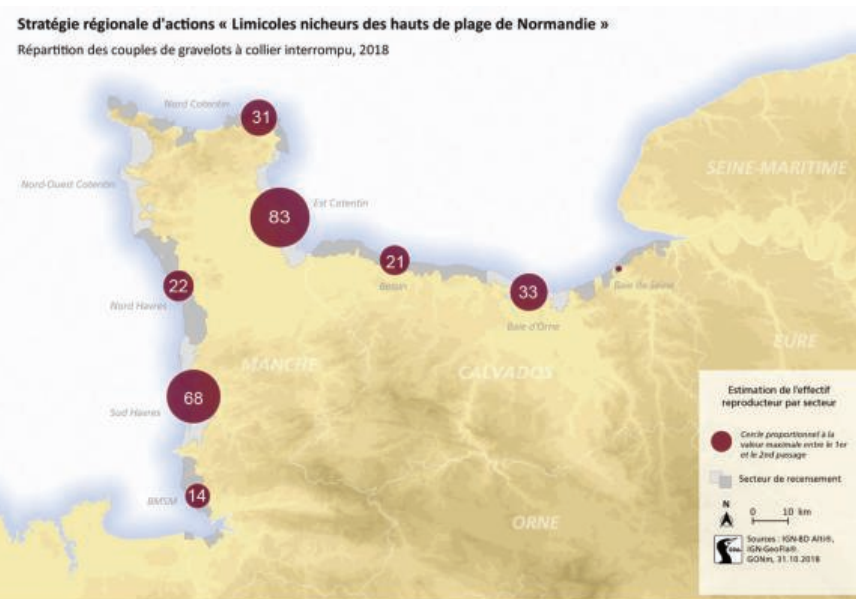 Stratégie régionale d'actions « Limicoles nicheurs des hauts de plage de Normandie »
Répartition des couples de gravelots à collier interrompu, 2018
Nord Cotentin
31
SEINE-MARITIME
Nord-Ouest Cotentin
Est Cotentin
83
21
Bessin
22
Baie de Seine
33
Nord Havres
Baie d'Orne
EURE
MANCHE
CALVADOS
68
Sud Havres
14
BMSM
ORNE
Estimation de l'effectif
reproducteur par secteur
Cercle proportionnel à la
valeur maximale entre le 1er
et le 2nd passage
Secteur de recensement
N
0 10 km
Sources : IGN-BD Alti®,
IGN-GeoFla®
GONm, 31.10.2018